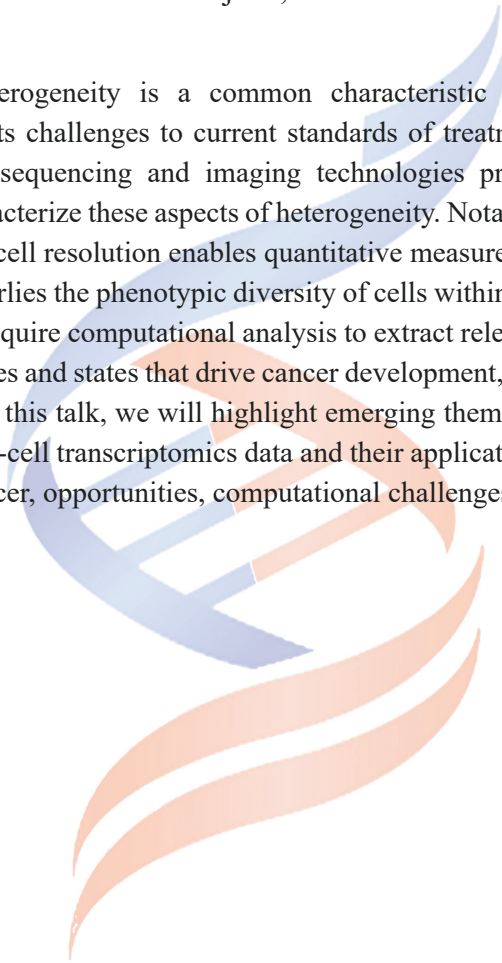 erogeneity is a common characteristic
ts challenges to current standards of treatm
sequencing and imaging technologies pr
acterize these aspects of heterogeneity. Nota
cell resolution enables quantitative measure
rlies the phenotypic diversity of cells within
quire computational analysis to extract rele
es and states that drive cancer development,
this talk, we will highlight emerging them
-cell transcriptomics data and their applicat
cer, opportunities, computational challenges